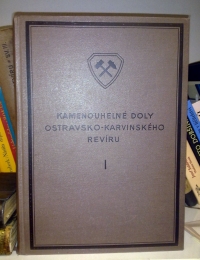 KAMENOUHELNÉ DOLY
OSTRAVSKO-KARVINSKÉHO
REVÍRU
I